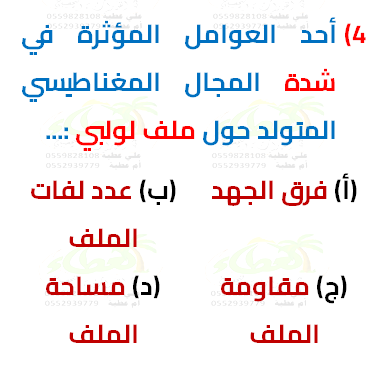 4) أحد العوامل المؤثرة في
شدة المجال المغناطيسي
المتولد حول ملف لولبي :...
(أ) فرق الجهد (ب) عدد لفات الملف
(ج) مقاومة الملف (د) مساحة الملف